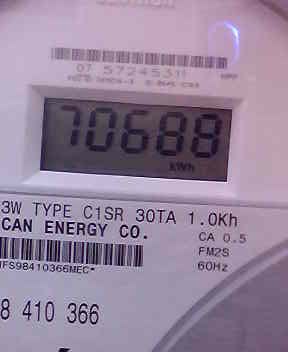 07 57245311
70688
kWh
3W TYPE C1SR 30TA 1.0Kh
CAN ENERGY CO.
CA 0.5
FM2S
60Hz
IFS98410366MEC*
8 410 366